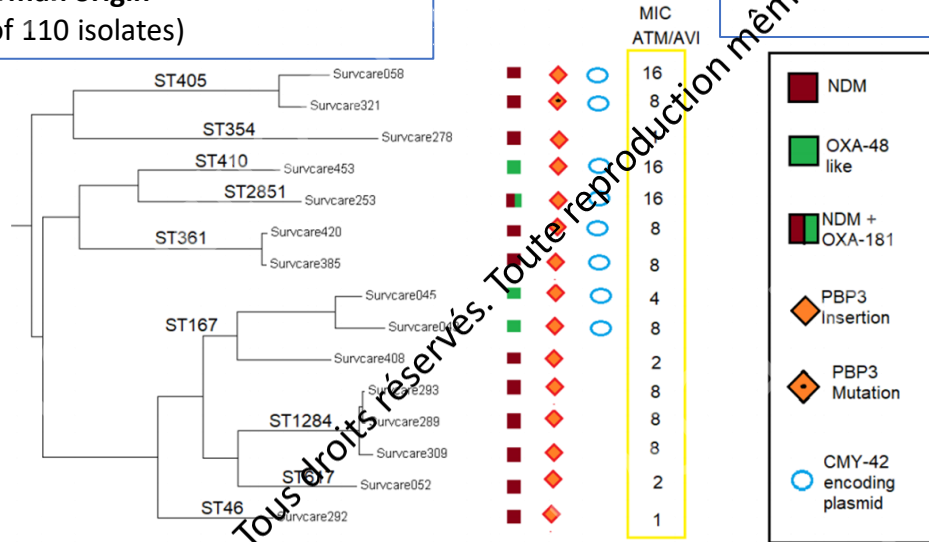 of 110 isolates)
MIC
ATM/AVI
ST405
Survcare058
16
Survcare321
8
ST354
Survcare278
ST410
Survcare453
16
ST2851
Survcare253
16
Survcare420
8
ST361
Survcare385
8
Survcare045
4
ST167
8
Survcare408
2
Survcare293
8
ST1284
8
Survcare309
8
Survcare052
2
ST46
Survcare292
1
NDM
OXA-48
like
NDM +
OXA-181
PBP3
Insertion
PBP3
Mutation
CMY-42
encoding
plasmid
Tous droits réservés. Toute reproduction mêm